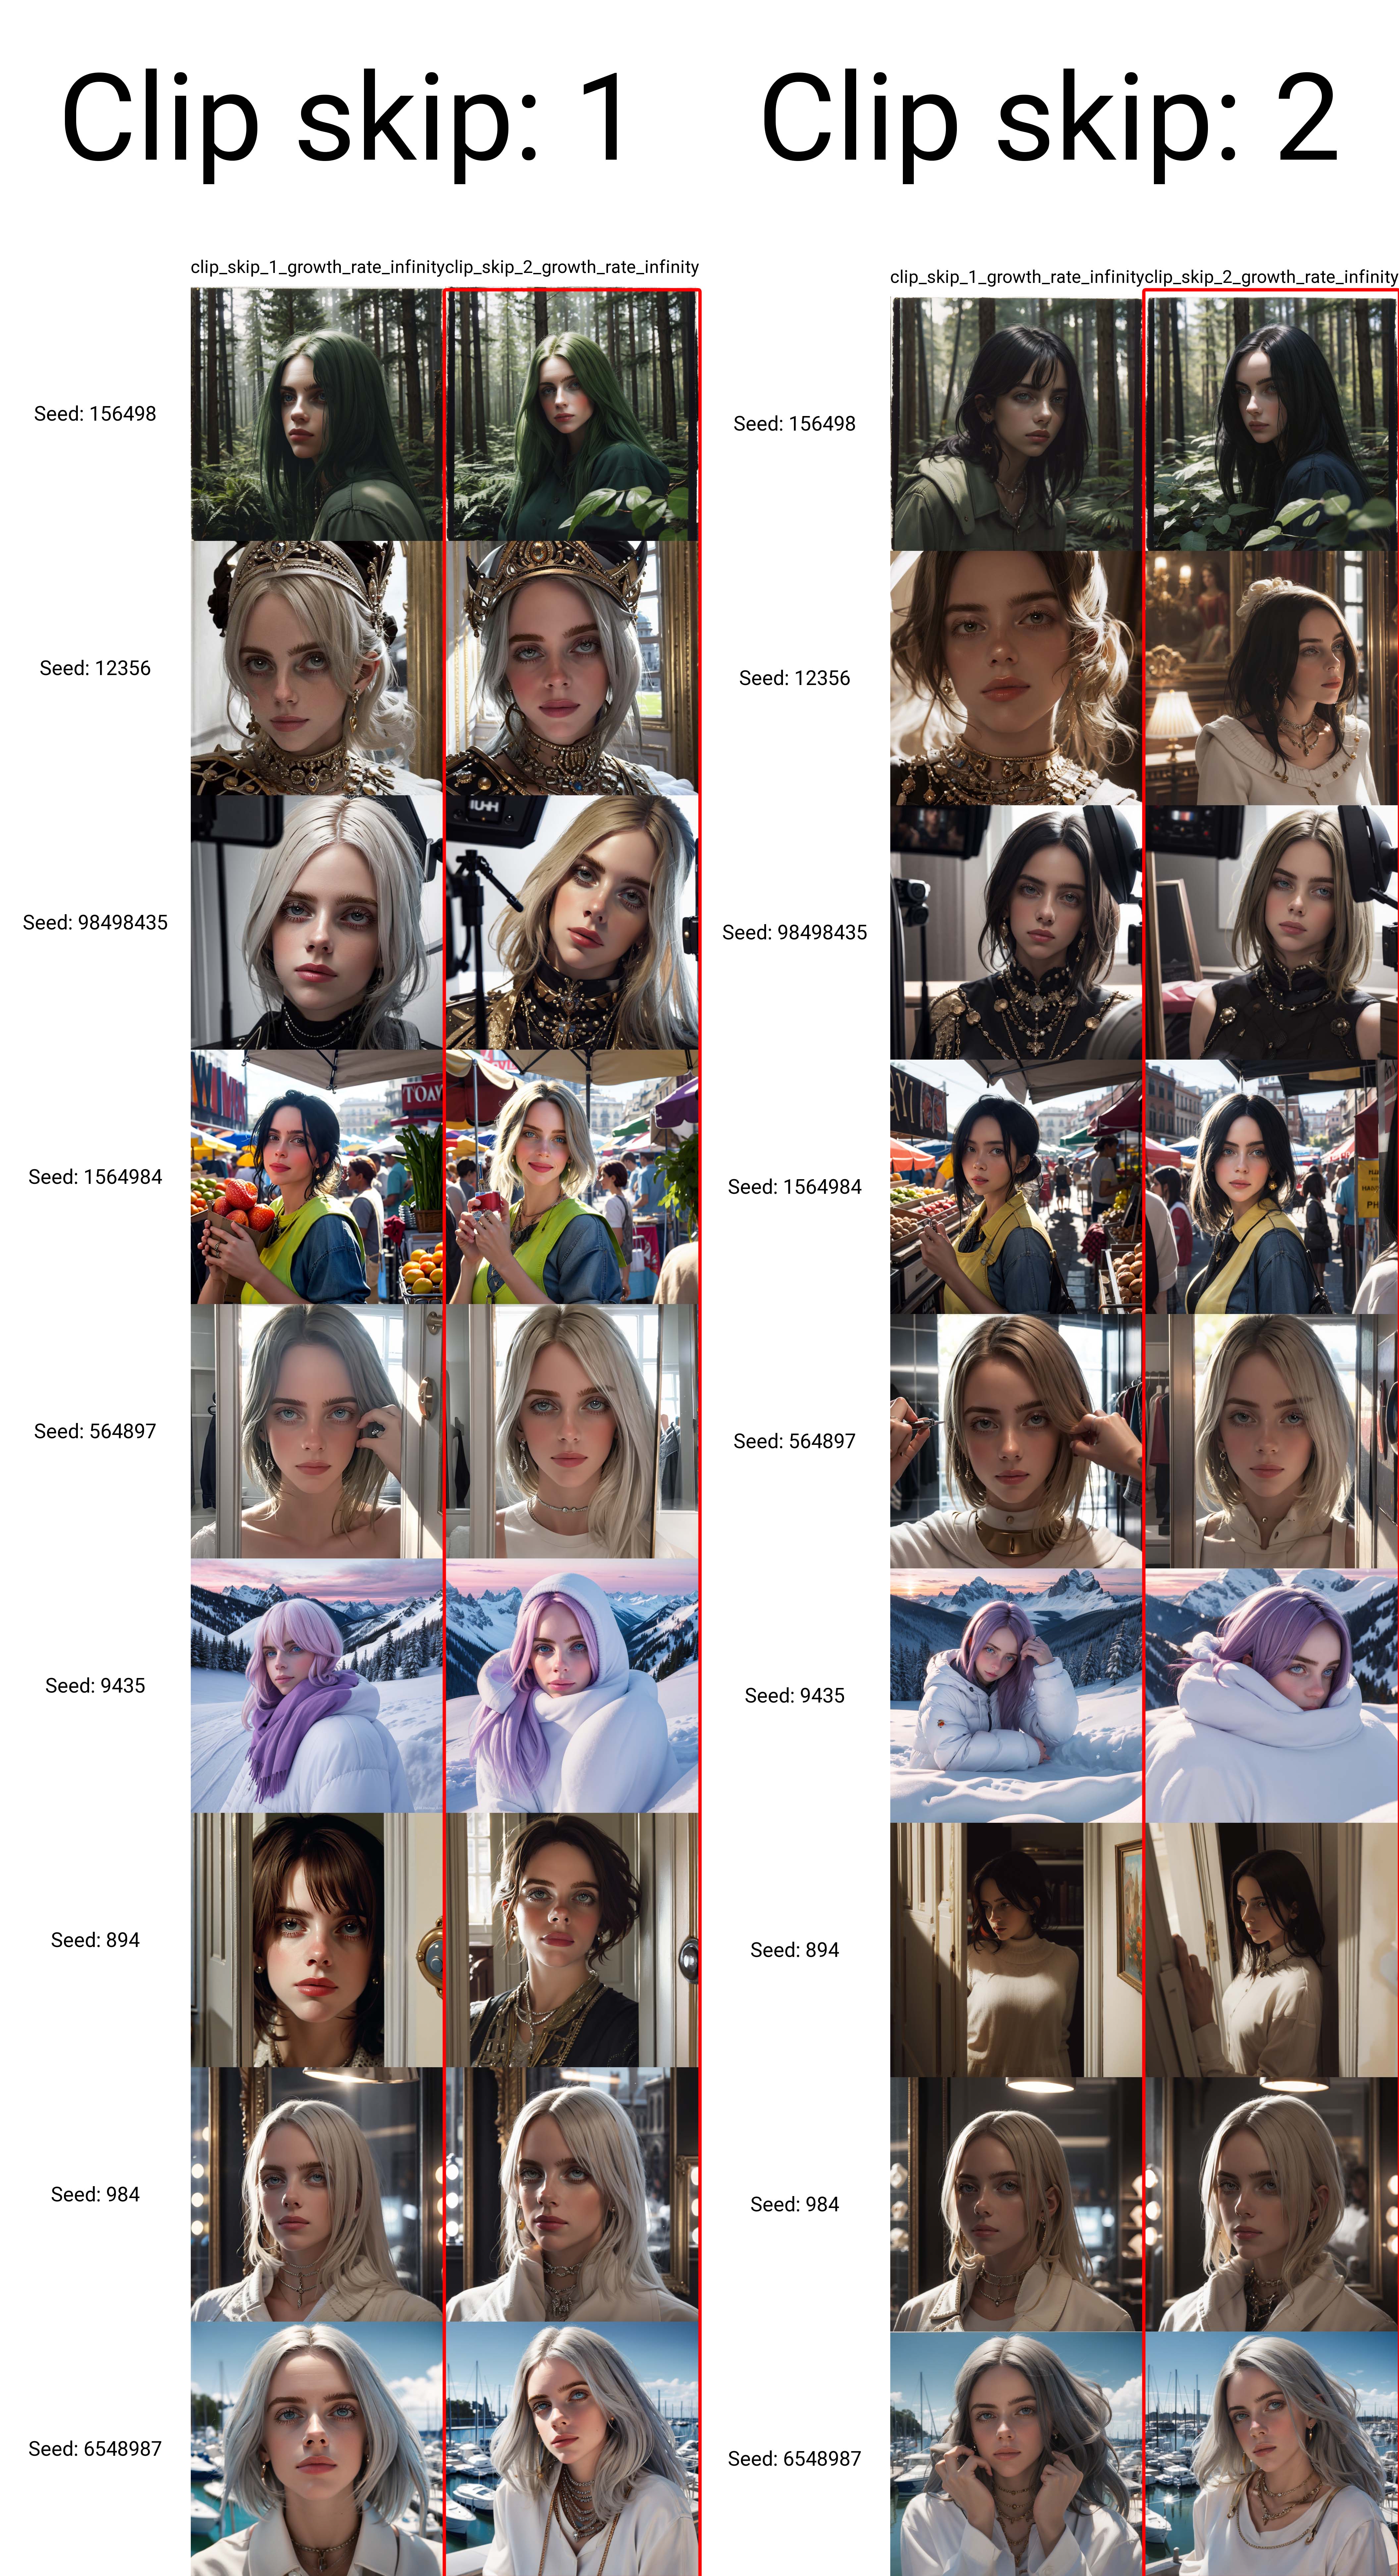 Clip skip: 1
Clip skip: 2
clip_skip_1_growth_rate_infinity
clip_skip_2_growth_rate_infinity
clip_skip_1_growth_rate_infinity
clip_skip_2_growth_rate_infinity
Seed: 156498
Seed: 156498
Seed: 12356
Seed: 12356
Seed: 98498435
Seed: 98498435
Seed: 1564984
TOAV
Seed: 1564984
Seed: 564897
Seed: 564897
Seed: 9435
Seed: 9435
Seed: 894
Seed: 894
Seed: 984
Seed: 984
Seed: 6548987
Seed: 6548987